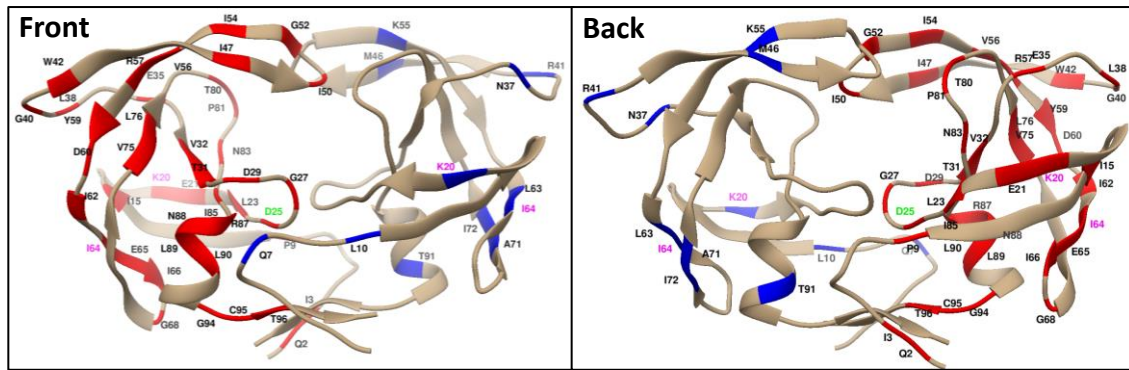 Front
I54
G52
K55
I47
M46
W42
R57
V56
E35
T80
I50
R41
N37
L38
P81
G40
Y59
L76
D60
V75
V32
N83
T31
D29
G27
K20
K20
E21
I62
I15
L23
D25
L63
I64
N88
I85
R87
I64
E65
L89
P9
L10
I72
A71
I66
L90
Q7
T91
G68
C95
I3
G94
T96
Q2
Back
K55
I54
G52
V56
M46
I47
R57
E35
L38
R41
I50
T80
W42
G40
P81
N37
Y59
L76
N83
V32
V75
D60
T31
G27
D29
I15
K20
K20
E21
I62
L23
D25
R87
L63
I64
I85
I64
A71
P9
L90
N88
E65
I72
L10
L89
I66
T91
C95
G94
T96
G68
I3
Q2